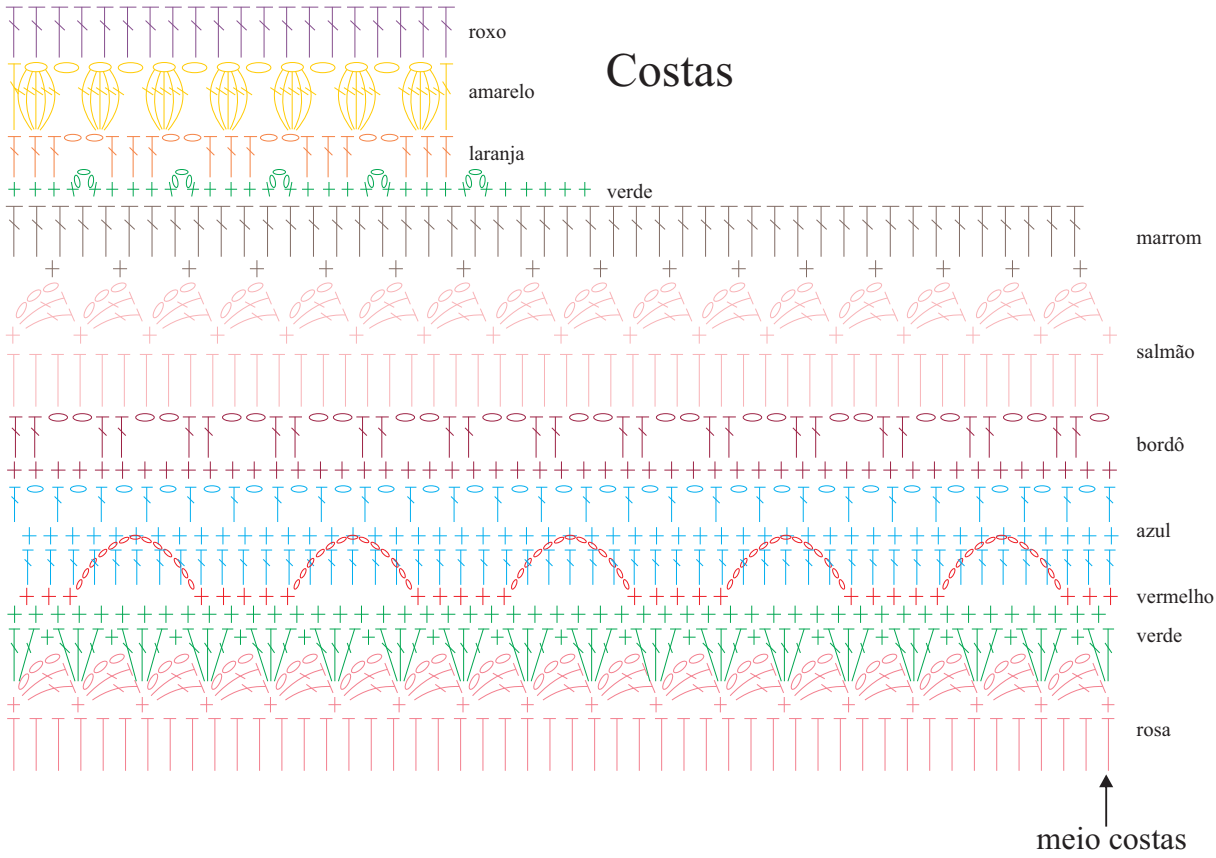 roxo
Costas
amarelo
laranja
verde
marrom
salmão
bordô
azul
vermelho
verde
rosa
meio costas